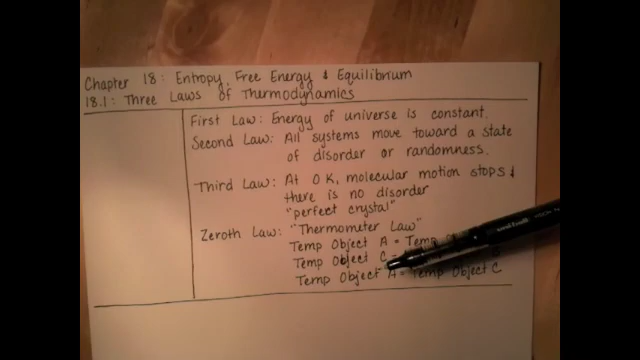 Chapter 18: Entropy, Free Energy & Equilibrium
18.1: Three Laws of Thermodynamics
First Law: Energy of universe is constant.
Second Law: All systems move toward a state
of disorder or randomness.
Third Law: At 0 K, molecular motion stops &
there is no disorder
"perfect crystal"
Zeroth Law: "Thermometer Law"
Temp Object A = Temp
Temp Object C =
Temp Object A = Temp Object C